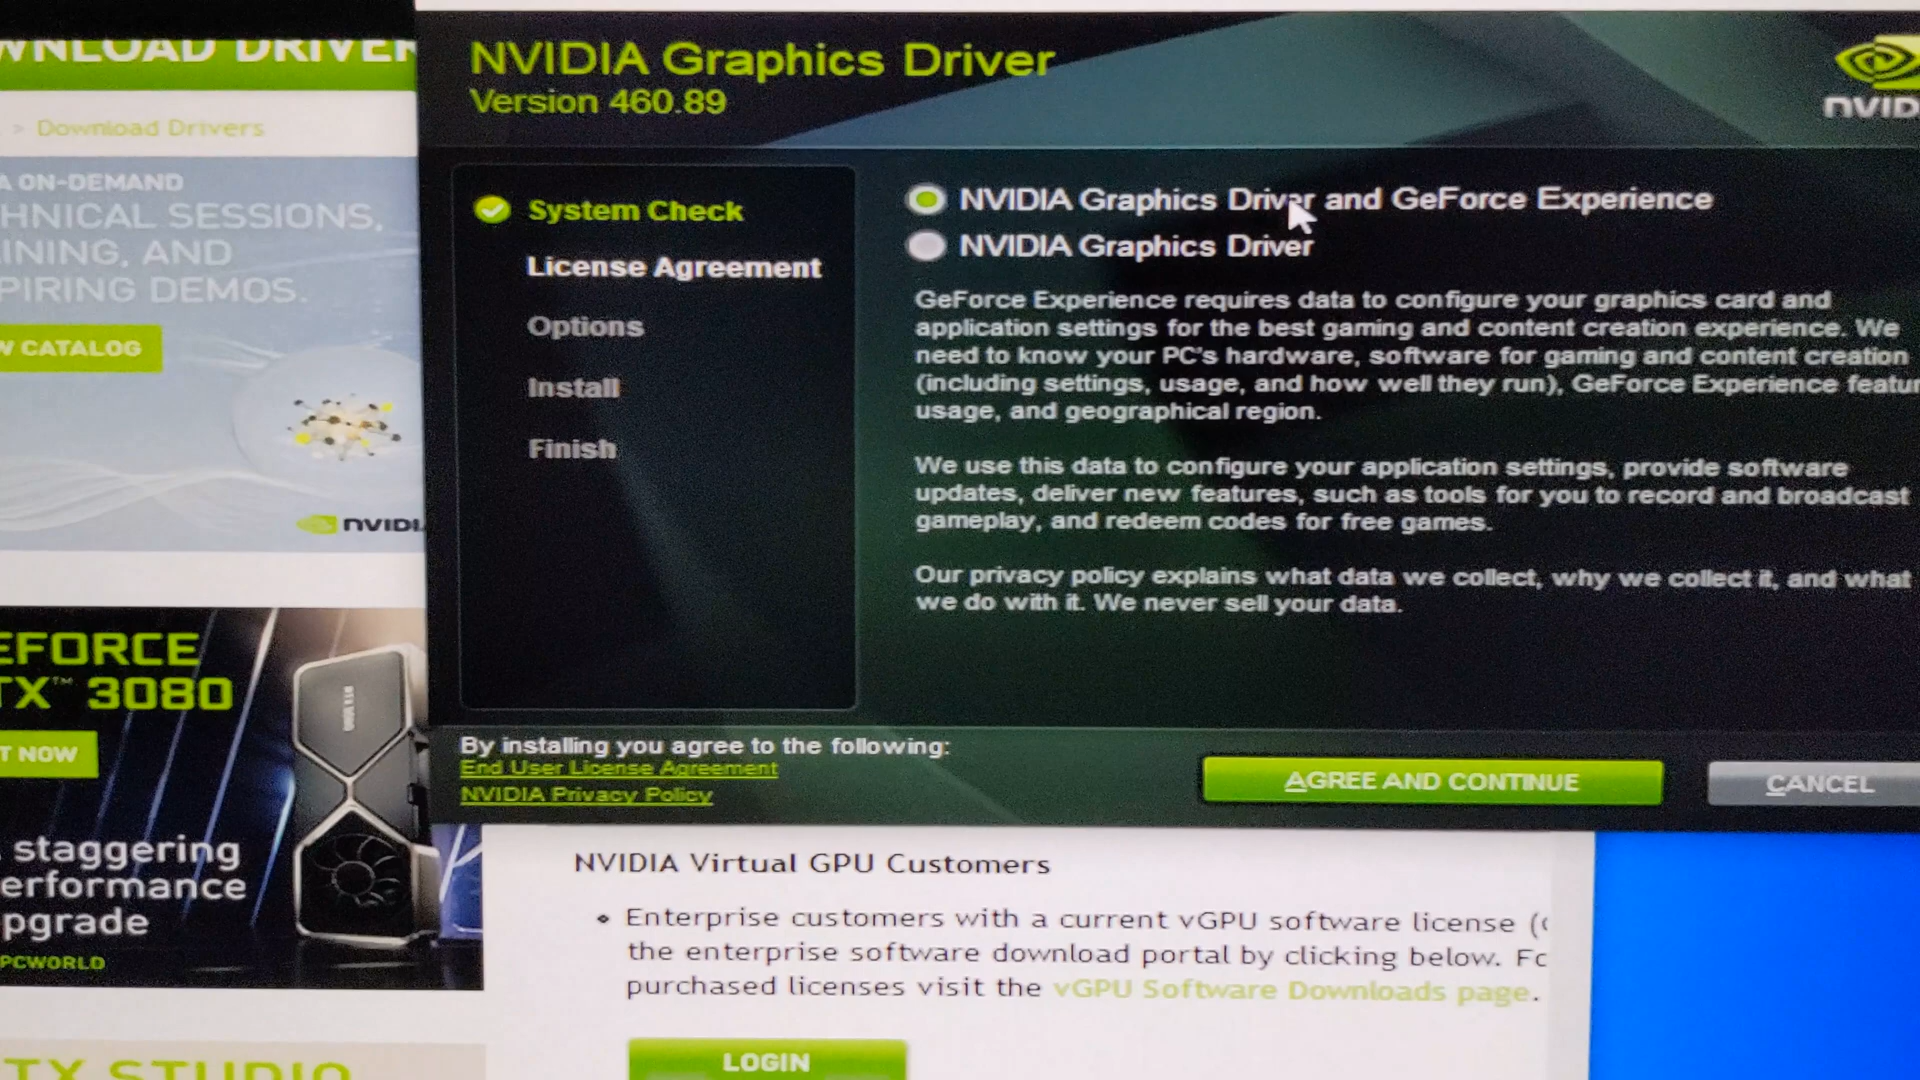 WNLOAD DRIVER
> Download Drivers
A ON-DEMAND
HNICAL SESSIONS,
INING, AND
PIRING DEMOS.
W CATALOG
NVIDI
EFORCE
TX™ 3080
T NOW
staggering
erformance
pgrade
PCWORLD
TX STUDIO
NVIDIA Graphics Driver
Version 460.89
NVID
System Check
License Agreement
Options
Install
Finish
NVIDIA Graphics Driver and GeForce Experience
NVIDIA Graphics Driver
GeForce Experience requires data to configure your graphics card and
application settings for the best gaming and content creation experience. We
need to know your PC's hardware, software for gaming and content creation
(including settings, usage, and how well they run), GeForce Experience featur
usage, and geographical region.
We use this data to configure your application settings, provide software
updates, deliver new features, such as tools for you to record and broadcast
gameplay, and redeem codes for free games.
Our privacy policy explains what data we collect, why we collect it, and what
we do with it. We never sell your data.
By installing you agree to the following:
End User License Agreement
NVIDIA Privacy Policy
AGREE AND CONTINUE
CANCEL
NVIDIA Virtual GPU Customers
• Enterprise customers with a current vGPU software license (
the enterprise software download portal by clicking below. Fo
purchased licenses visit the vGPU Software Downloads page.
LOGIN